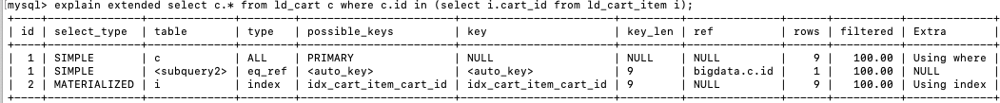 [mysql> explain extended select c.* from ld_cart c where c.id in (select i.cart_id from ld_cart_item i);
| id | select_type | table | type | possible_keys | key | key_len | ref | rows | filtered | Extra |
| 1 | SIMPLE | c | ALL | PRIMARY | NULL | NULL | NULL | 9 | 100.00 | Using where |
| 1 | SIMPLE | <subquery2> | eq_ref | <auto_key> | <auto_key> | 9 | bigdata.c.id | 1 | 100.00 | NULL |
| 2 | MATERIALIZED | i | index | idx_cart_item_cart_id | idx_cart_item_cart_id | 9 | NULL | 9 | 100.00 | Using index |